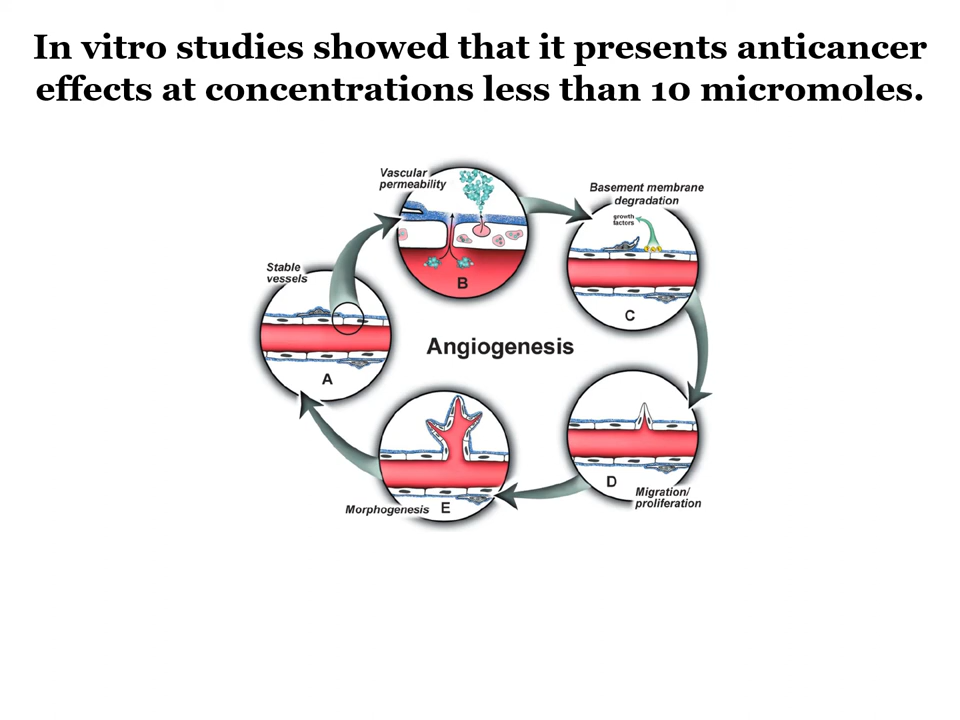 In vitro studies showed that it presents anticancer
effects at concentrations less than 10 micromoles.
Vascular
permeability
B
Basement membrane
degradation
growth
factors
C
Stable
vessels
A
Angiogenesis
D
Migration/
proliferation
Morphogenesis
E